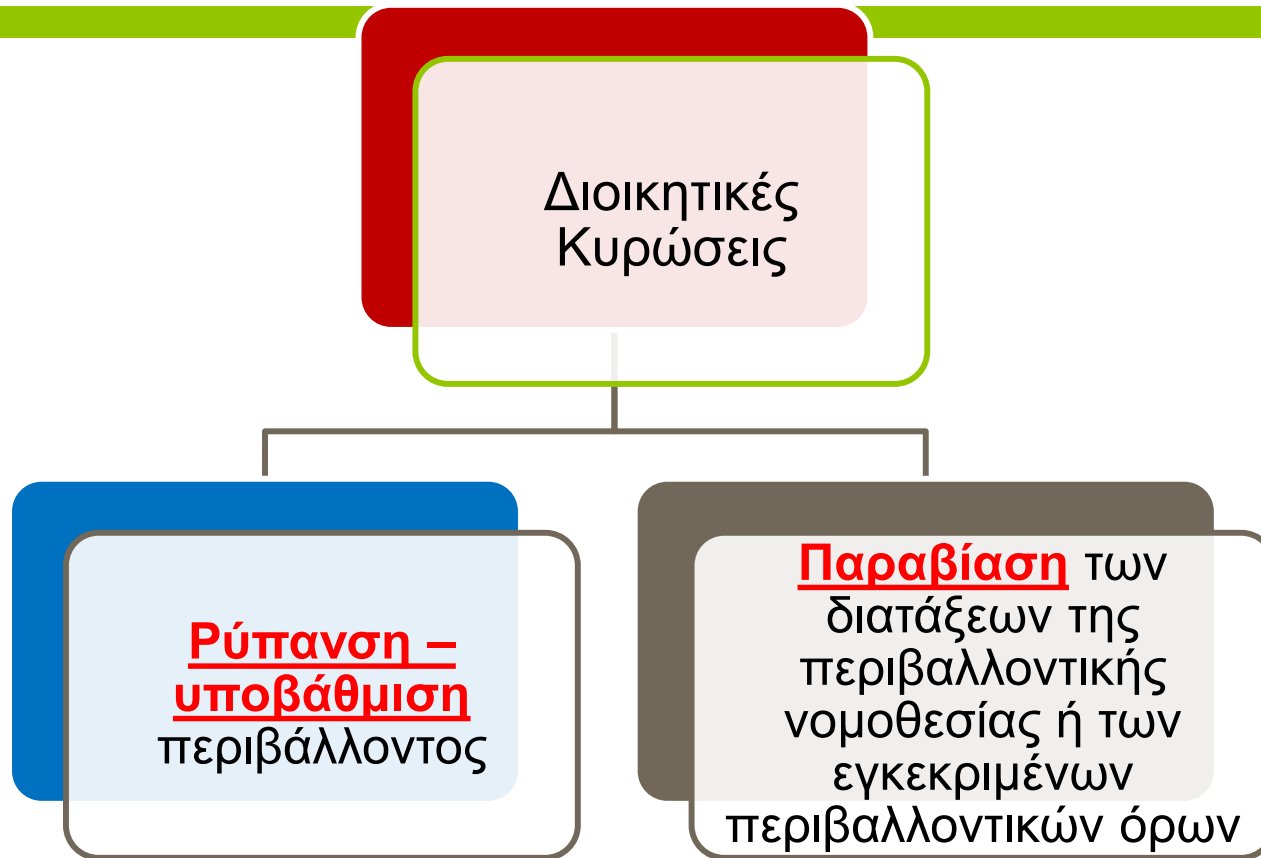 Διοικητικές
Κυρώσεις
Ρύπανση –
υποβάθμιση
περιβάλλοντος
Παραβίαση των
διατάξεων της
περιβαλλοντικής
νομοθεσίας ή των
εγκεκριμένων
περιβαλλοντικών όρων